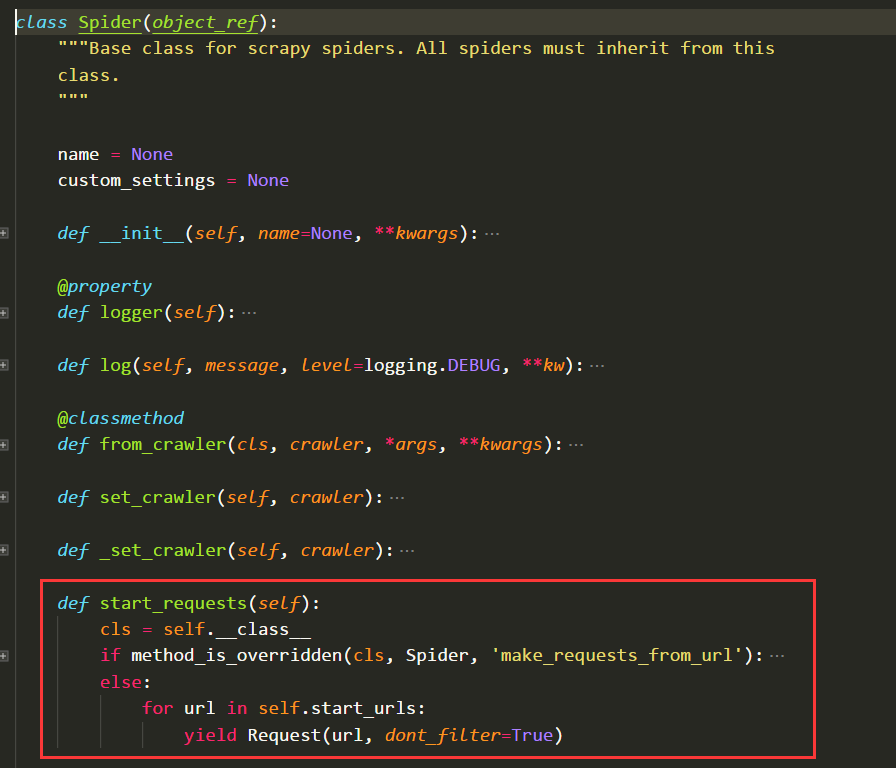 class Spider(object_ref):
    """Base class for scrapy spiders. All spiders must inherit from this
    class.
    """
    name = None
    custom_settings = None
    def __init__(self, name=None, **kwargs):···
    @property
    def logger(self):···
    def log(self, message, level=logging.DEBUG, **kw):···
    @classmethod
    def from_crawler(cls, crawler, *args, **kwargs):···
    def set_crawler(self, crawler):···
    def _set_crawler(self, crawler):···
    def start_requests(self):
        cls = self.__class__
        if method_is_overridden(cls, Spider, 'make_requests_from_url'):···
        else:
            for url in self.start_urls:
                yield Request(url, dont_filter=True)